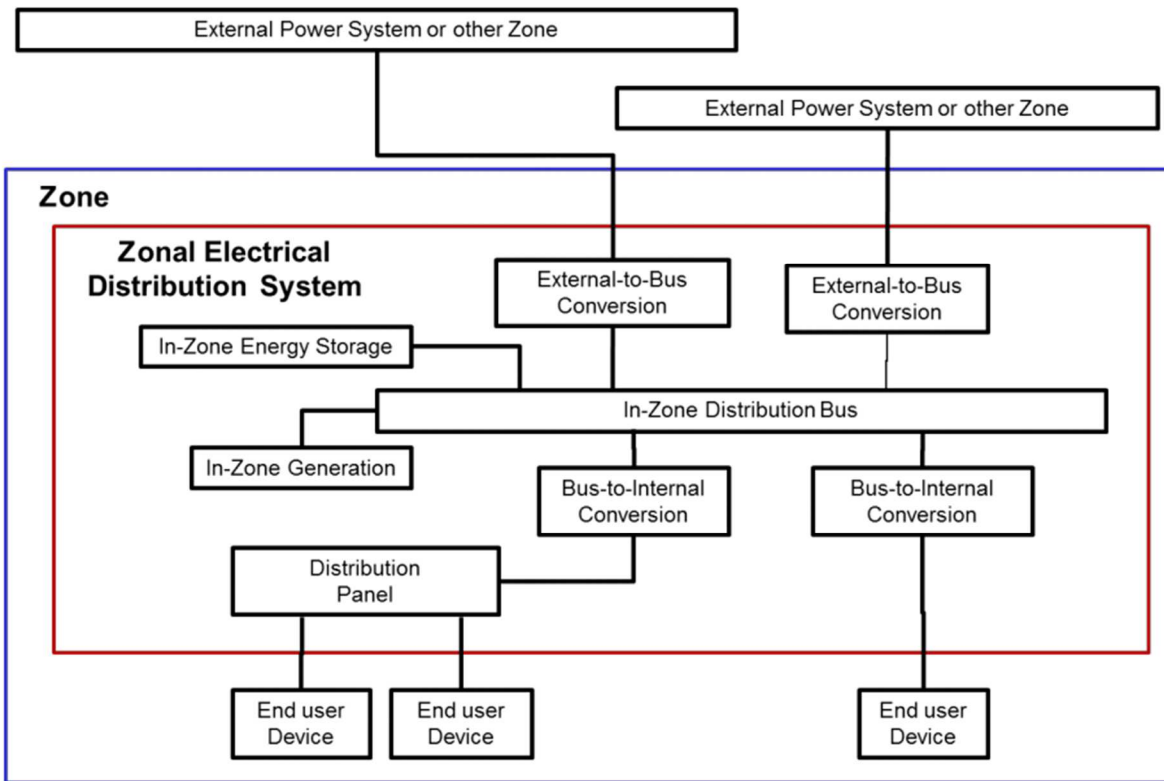 External Power System or other Zone
External Power System or other Zone
Zone
Zonal Electrical
Distribution System
External-to-Bus
Conversion
External-to-Bus
Conversion
In-Zone Energy Storage
In-Zone Distribution Bus
In-Zone Generation
Bus-to-Internal
Conversion
Bus-to-Internal
Conversion
Distribution
Panel
End user
Device
End user
Device
End user
Device